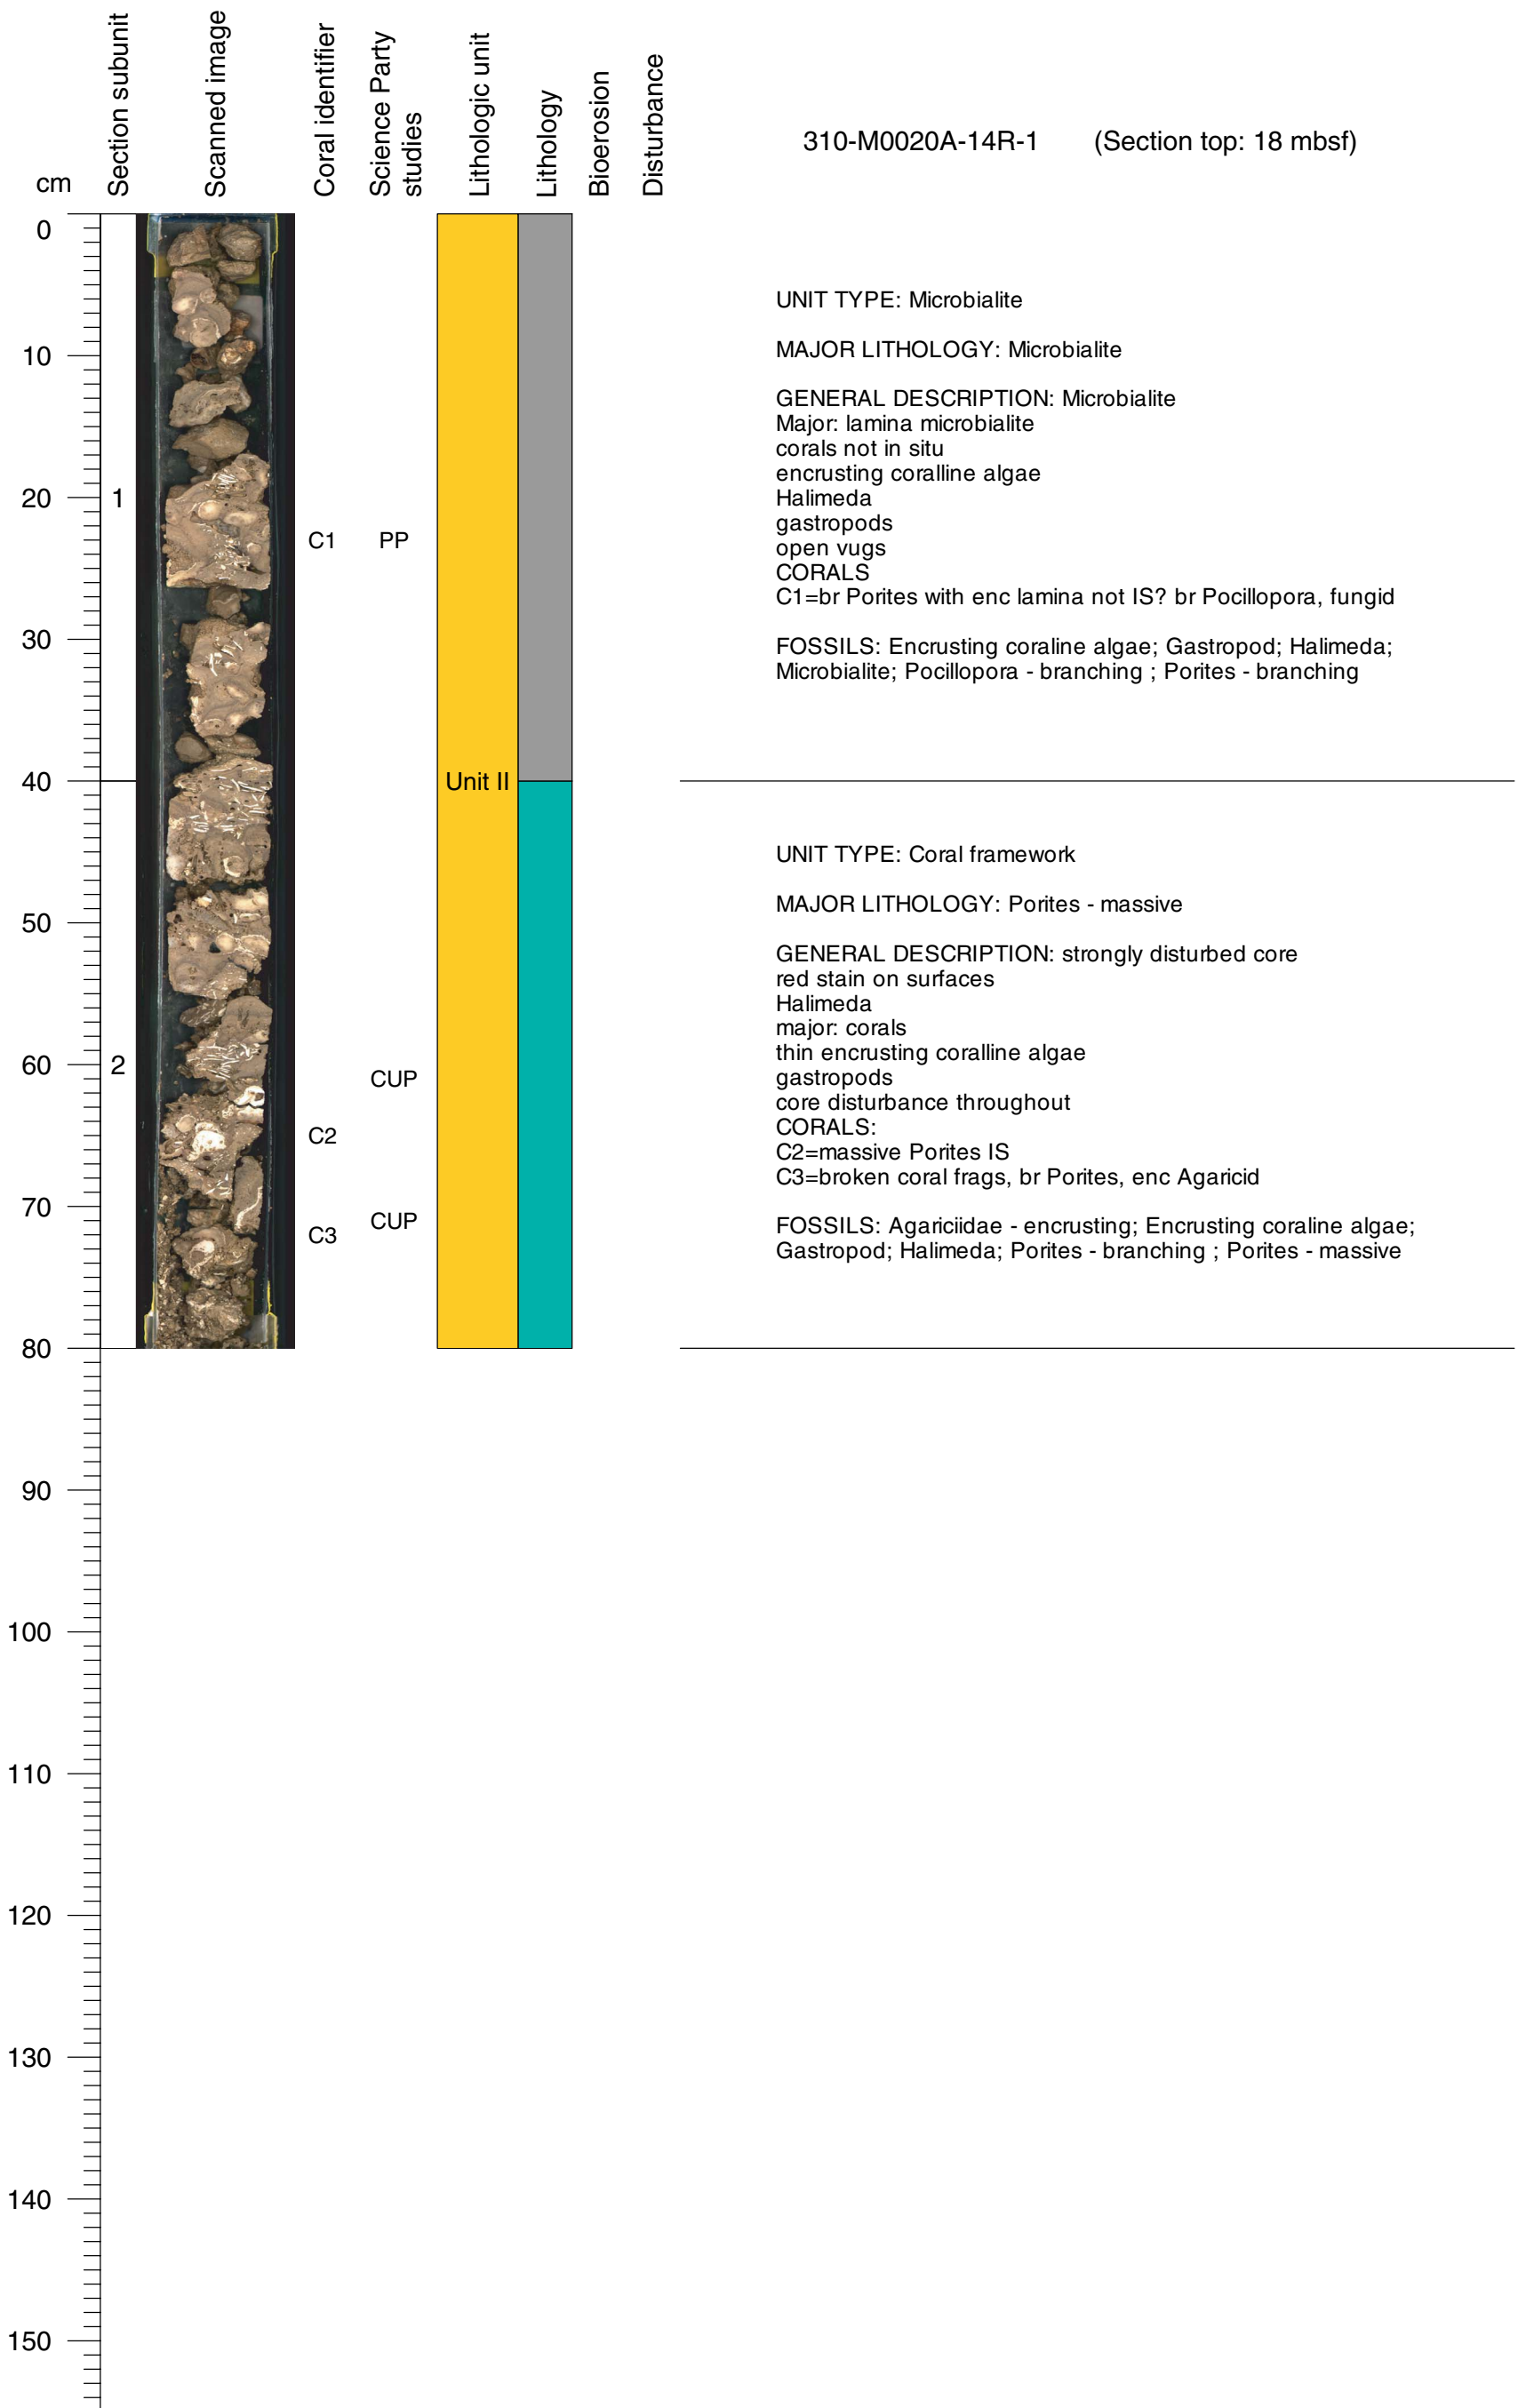 Section subunit
Scanned image
Coral identifier
Science Party
studies
Lithologic unit
Lithology
Bioerosion
Disturbance
310-M0020A-14R-1 (Section top: 18 mbsf)
cm
0
10
20
30
40
50
60
70
80
90
100
110
120
130
140
150
1
2
C1
PP
CUP
C2
CUP
C3
Unit II
UNIT TYPE: Microbialite
MAJOR LITHOLOGY: Microbialite
GENERAL DESCRIPTION: Microbialite
Major: lamina microbialite
corals not in situ
encrusting coralline algae
Halimeda
gastropods
open vugs
CORALS
C1=br Porites with enc lamina not IS? br Pocillopora, fungid
FOSSILS: Encrusting coraline algae; Gastropod; Halimeda;
Microbialite; Pocillopora - branching ; Porites - branching
UNIT TYPE: Coral framework
MAJOR LITHOLOGY: Porites - massive
GENERAL DESCRIPTION: strongly disturbed core
red stain on surfaces
Halimeda
major: corals
thin encrusting coralline algae
gastropods
core disturbance throughout
CORALS:
C2=massive Porites IS
C3=broken coral frags, br Porites, enc Agaricid
FOSSILS: Agariciidae - encrusting; Encrusting coraline algae;
Gastropod; Halimeda; Porites - branching ; Porites - massive